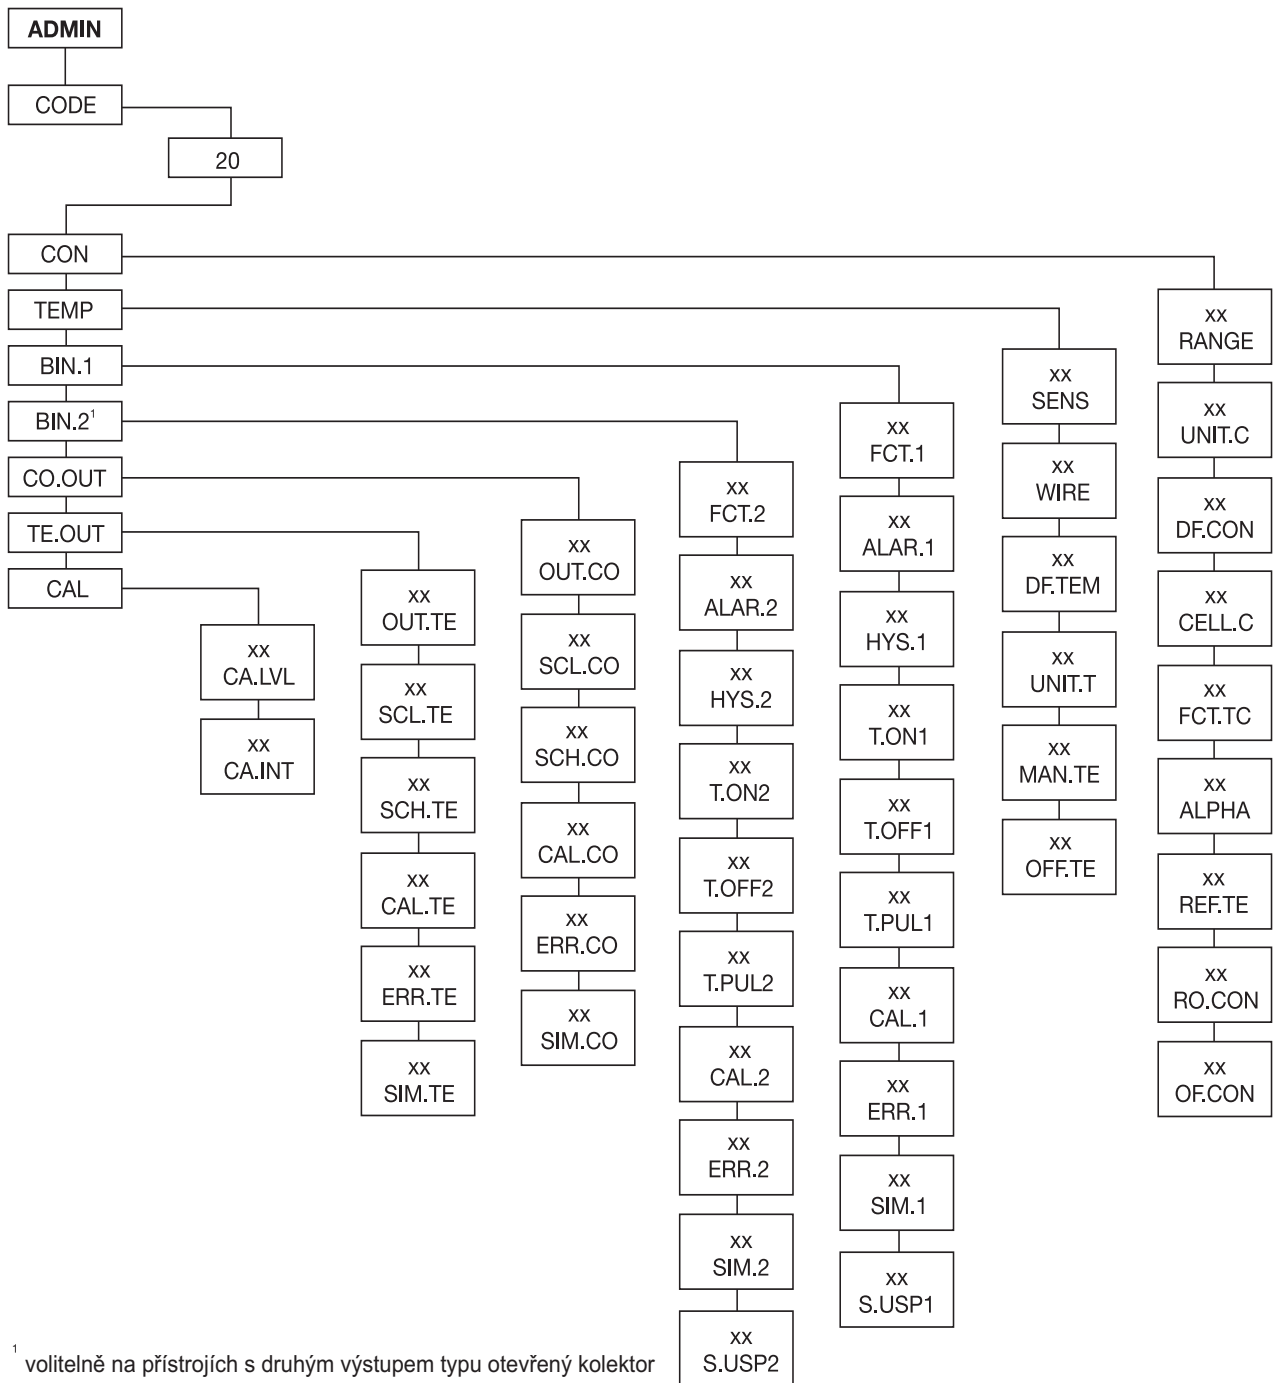 ADMIN
CODE
20
CON
TEMP
BIN.1
BIN.2¹
CO.OUT
TE.OUT
CAL
xx
CA.LVL
xx
CA.INT
xx
OUT.TE
xx
SCL.TE
xx
SCH.TE
xx
CAL.TE
xx
ERR.TE
xx
SIM.TE
xx
OUT.CO
xx
SCL.CO
xx
SCH.CO
xx
CAL.CO
xx
ERR.CO
xx
SIM.CO
xx
FCT.2
xx
ALAR.2
xx
HYS.2
xx
T.ON2
xx
T.OFF2
xx
T.PUL2
xx
CAL.2
xx
ERR.2
xx
SIM.2
xx
S.USP2
xx
FCT.1
xx
ALAR.1
xx
HYS.1
xx
T.ON1
xx
T.OFF1
xx
T.PUL1
xx
CAL.1
xx
ERR.1
xx
SIM.1
xx
S.USP1
xx
SENS
xx
WIRE
xx
DF.TEM
xx
UNIT.T
xx
MAN.TE
xx
OFF.TE
xx
RANGE
xx
UNIT.C
xx
DF.CON
xx
CELL.C
xx
FCT.TC
xx
ALPHA
xx
REF.TE
xx
RO.CON
xx
OF.CON
¹ volitelně na přístrojích s druhým výstupem typu otevřený kolektor